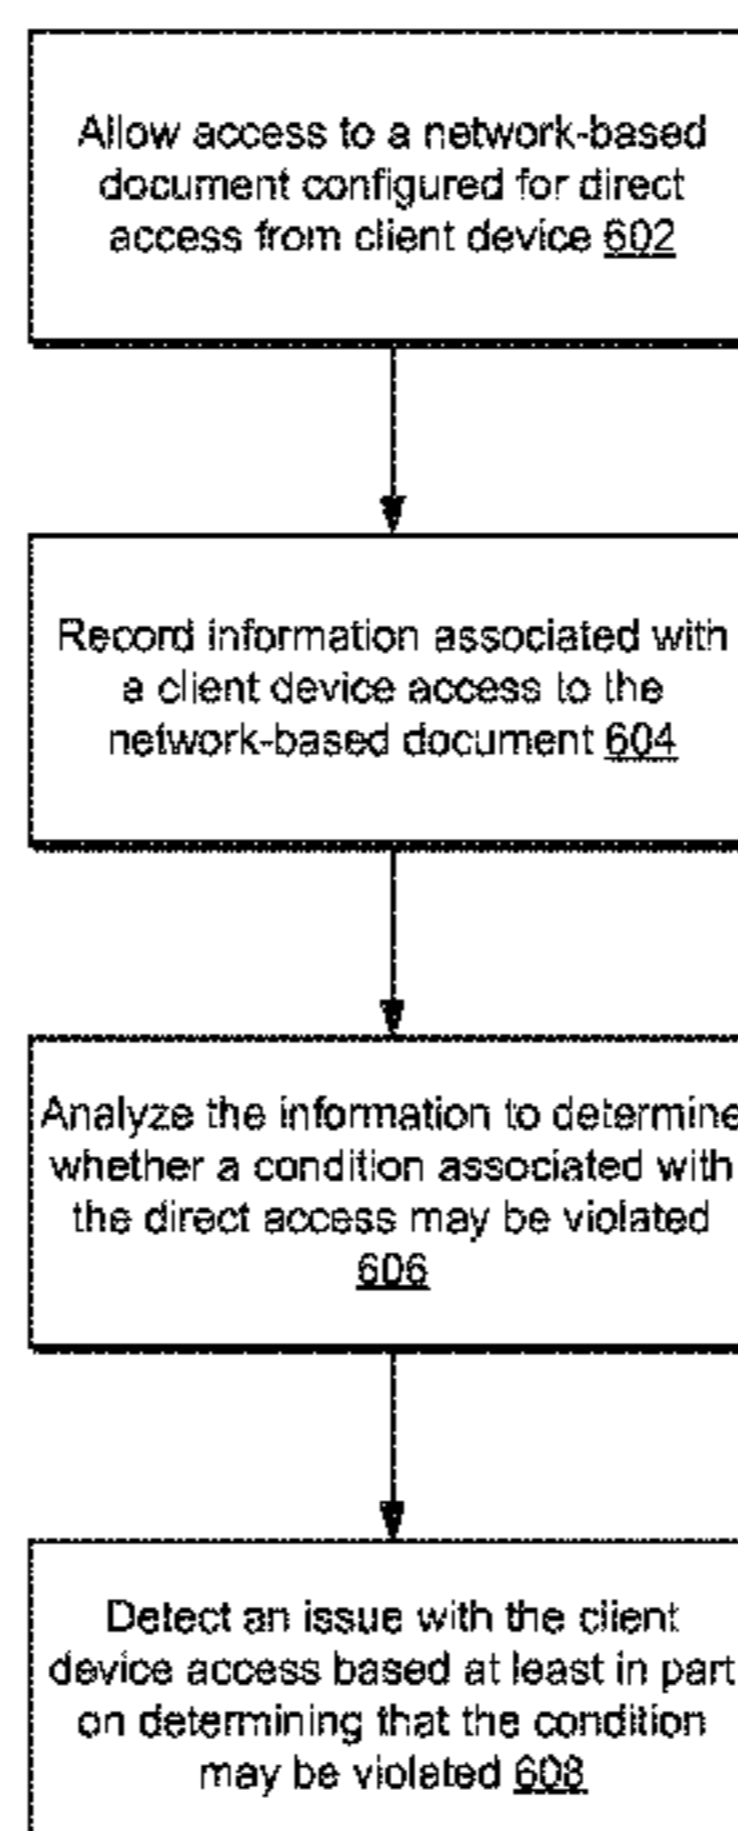 Allow access to a network-based
document configured for direct
access from client device 602
Record information associated with
a client device access to the
network-based document 604
Analyze the information to determine
whether a condition associated with
the direct access may be violated
606
Detect an issue with the client
device access based at least in part
on determining that the condition
may be violated 608